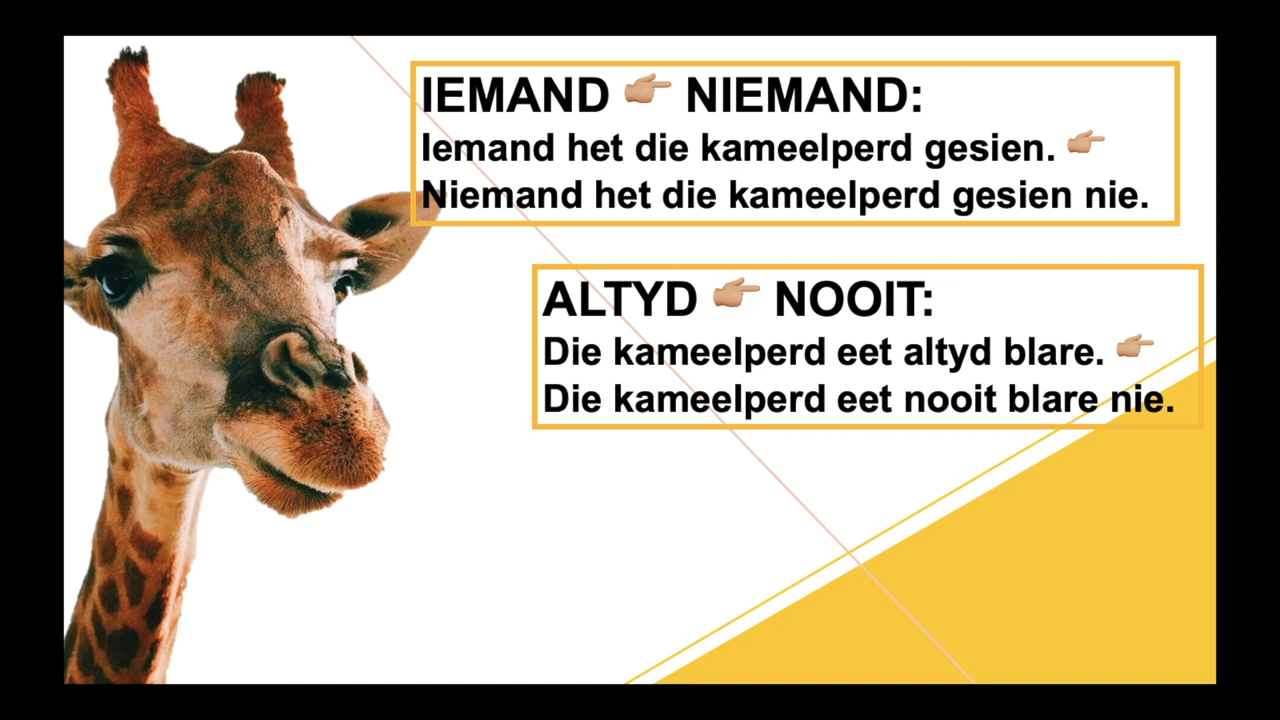 IEMAND 👉🏼 NIEMAND:
Iemand het die kameelperd gesien. 👉🏼
Niemand het die kameelperd gesien nie.
ALTYD 👉🏼 NOOIT:
Die kameelperd eet altyd blare. 👉🏼
Die kameelperd eet nooit blare nie.